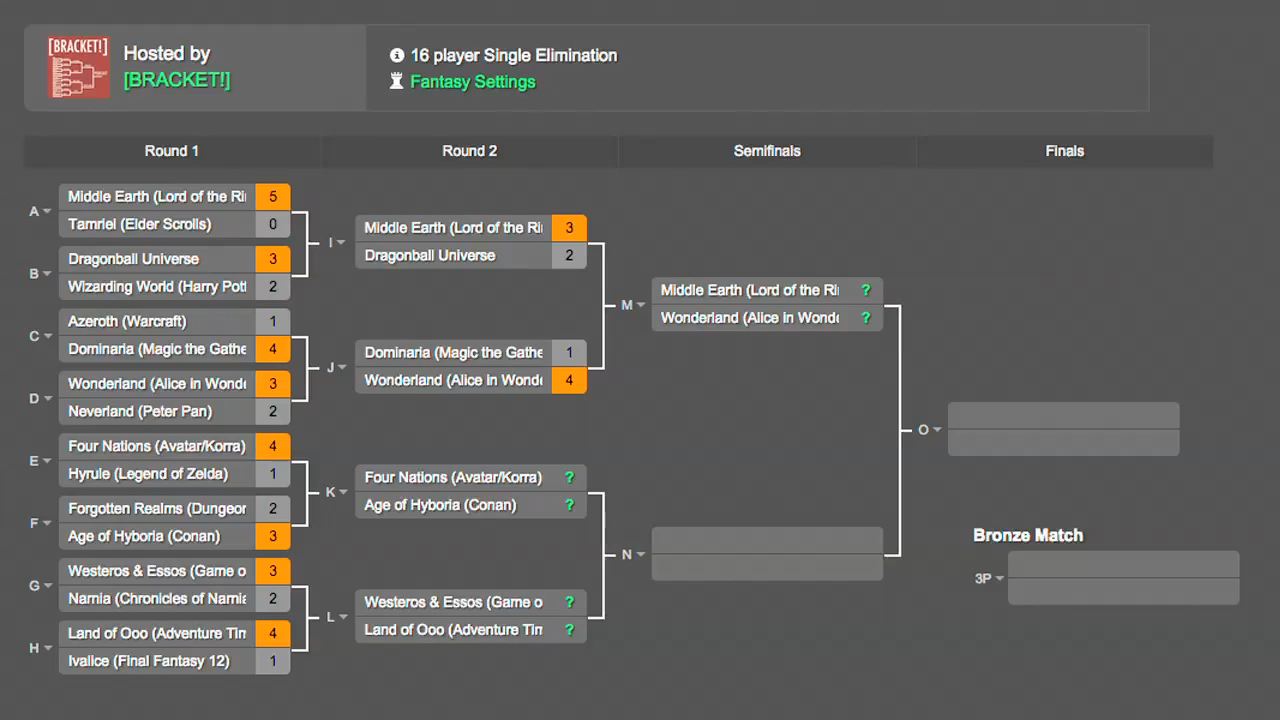 [BRACKET!]
Hosted by
[BRACKET!]
16 player Single Elimination
Fantasy Settings
Round 1
Round 2
Semifinals
Finals
A
Middle Earth (Lord of the Ri 5
Tamriel (Elder Scrolls) 0
B
Dragonball Universe 3
Wizarding World (Harry Pott 2
C
Azeroth (Warcraft) 1
Dominaria (Magic the Gathe 4
D
Wonderland (Alice in Wonde 3
Neverland (Peter Pan) 2
E
Four Nations (Avatar/Korra) 4
Hyrule (Legend of Zelda) 1
F
Forgotten Realms (Dungeon 2
Age of Hyboria (Conan) 3
G
Westeros & Essos (Game o 3
Narnia (Chronicles of Narnia 2
H
Land of Ooo (Adventure Tim 4
Ivalice (Final Fantasy 12) 1
I
Middle Earth (Lord of the Ri 3
Dragonball Universe 2
J
Dominaria (Magic the Gathe 1
Wonderland (Alice in Wonde 4
K
Four Nations (Avatar/Korra) ?
Age of Hyboria (Conan) ?
L
Westeros & Essos (Game o ?
Land of Ooo (Adventure Tim ?
M
Middle Earth (Lord of the Ri ?
Wonderland (Alice in Wonde ?
N
O
Bronze Match
3P